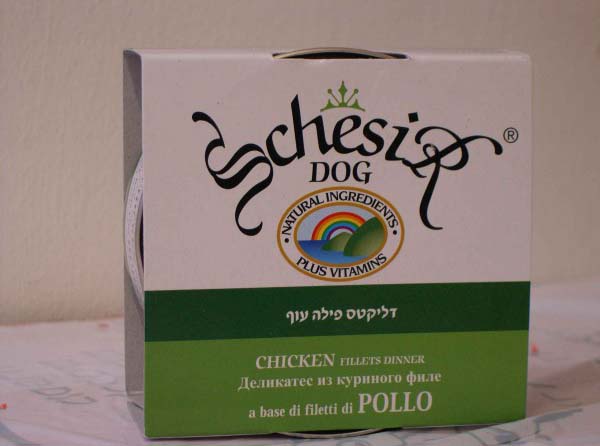 Schesir®
DOG
NATURAL INGREDIENTS
PLUS VITAMINS
דליקטס פילה עוף
CHICKEN FILLETS DINNER
Деликатес из куриного филе
a base di filetti di POLLO